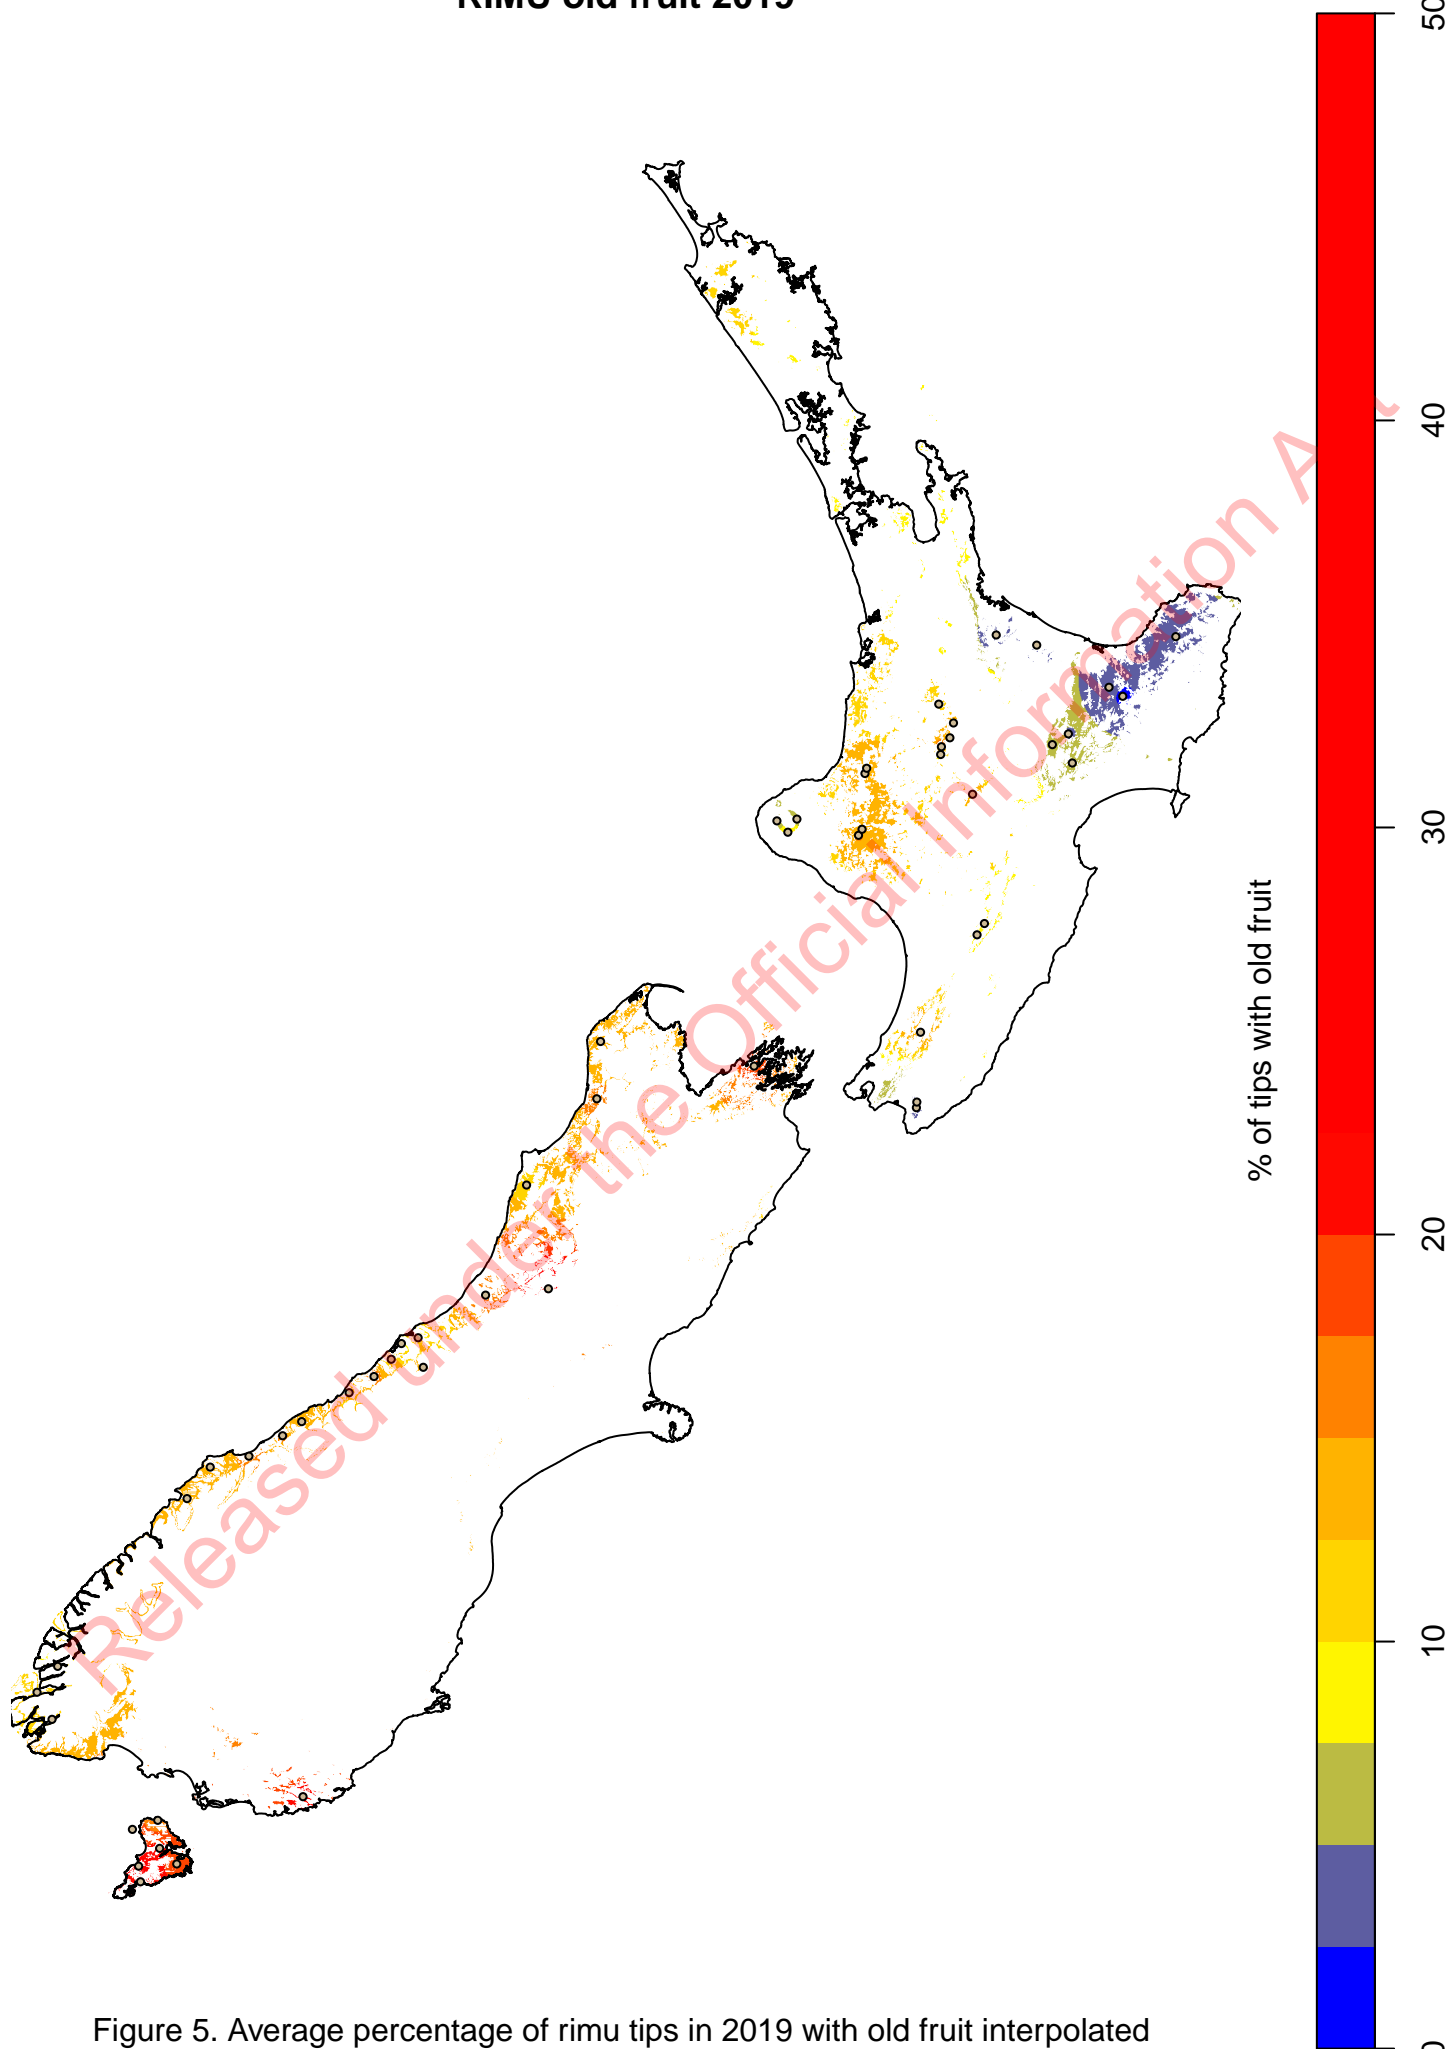 RIMU old fruit 2019
50
40
30
20
10
0
% of tips with old fruit
Released under the Official Information Act
Figure 5. Average percentage of rimu tips in 2019 with old fruit interpolated